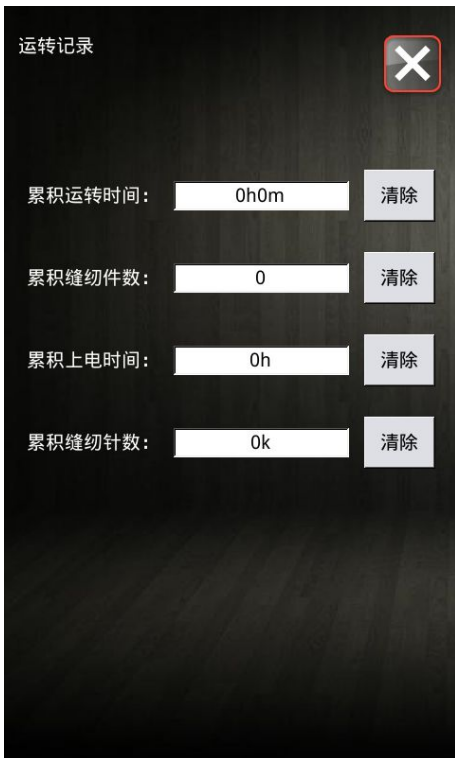 运转记录
累积运转时间： 0h0m 清除
累积缝纫件数： 0 清除
累积上电时间： 0h 清除
累积缝纫针数： 0k 清除